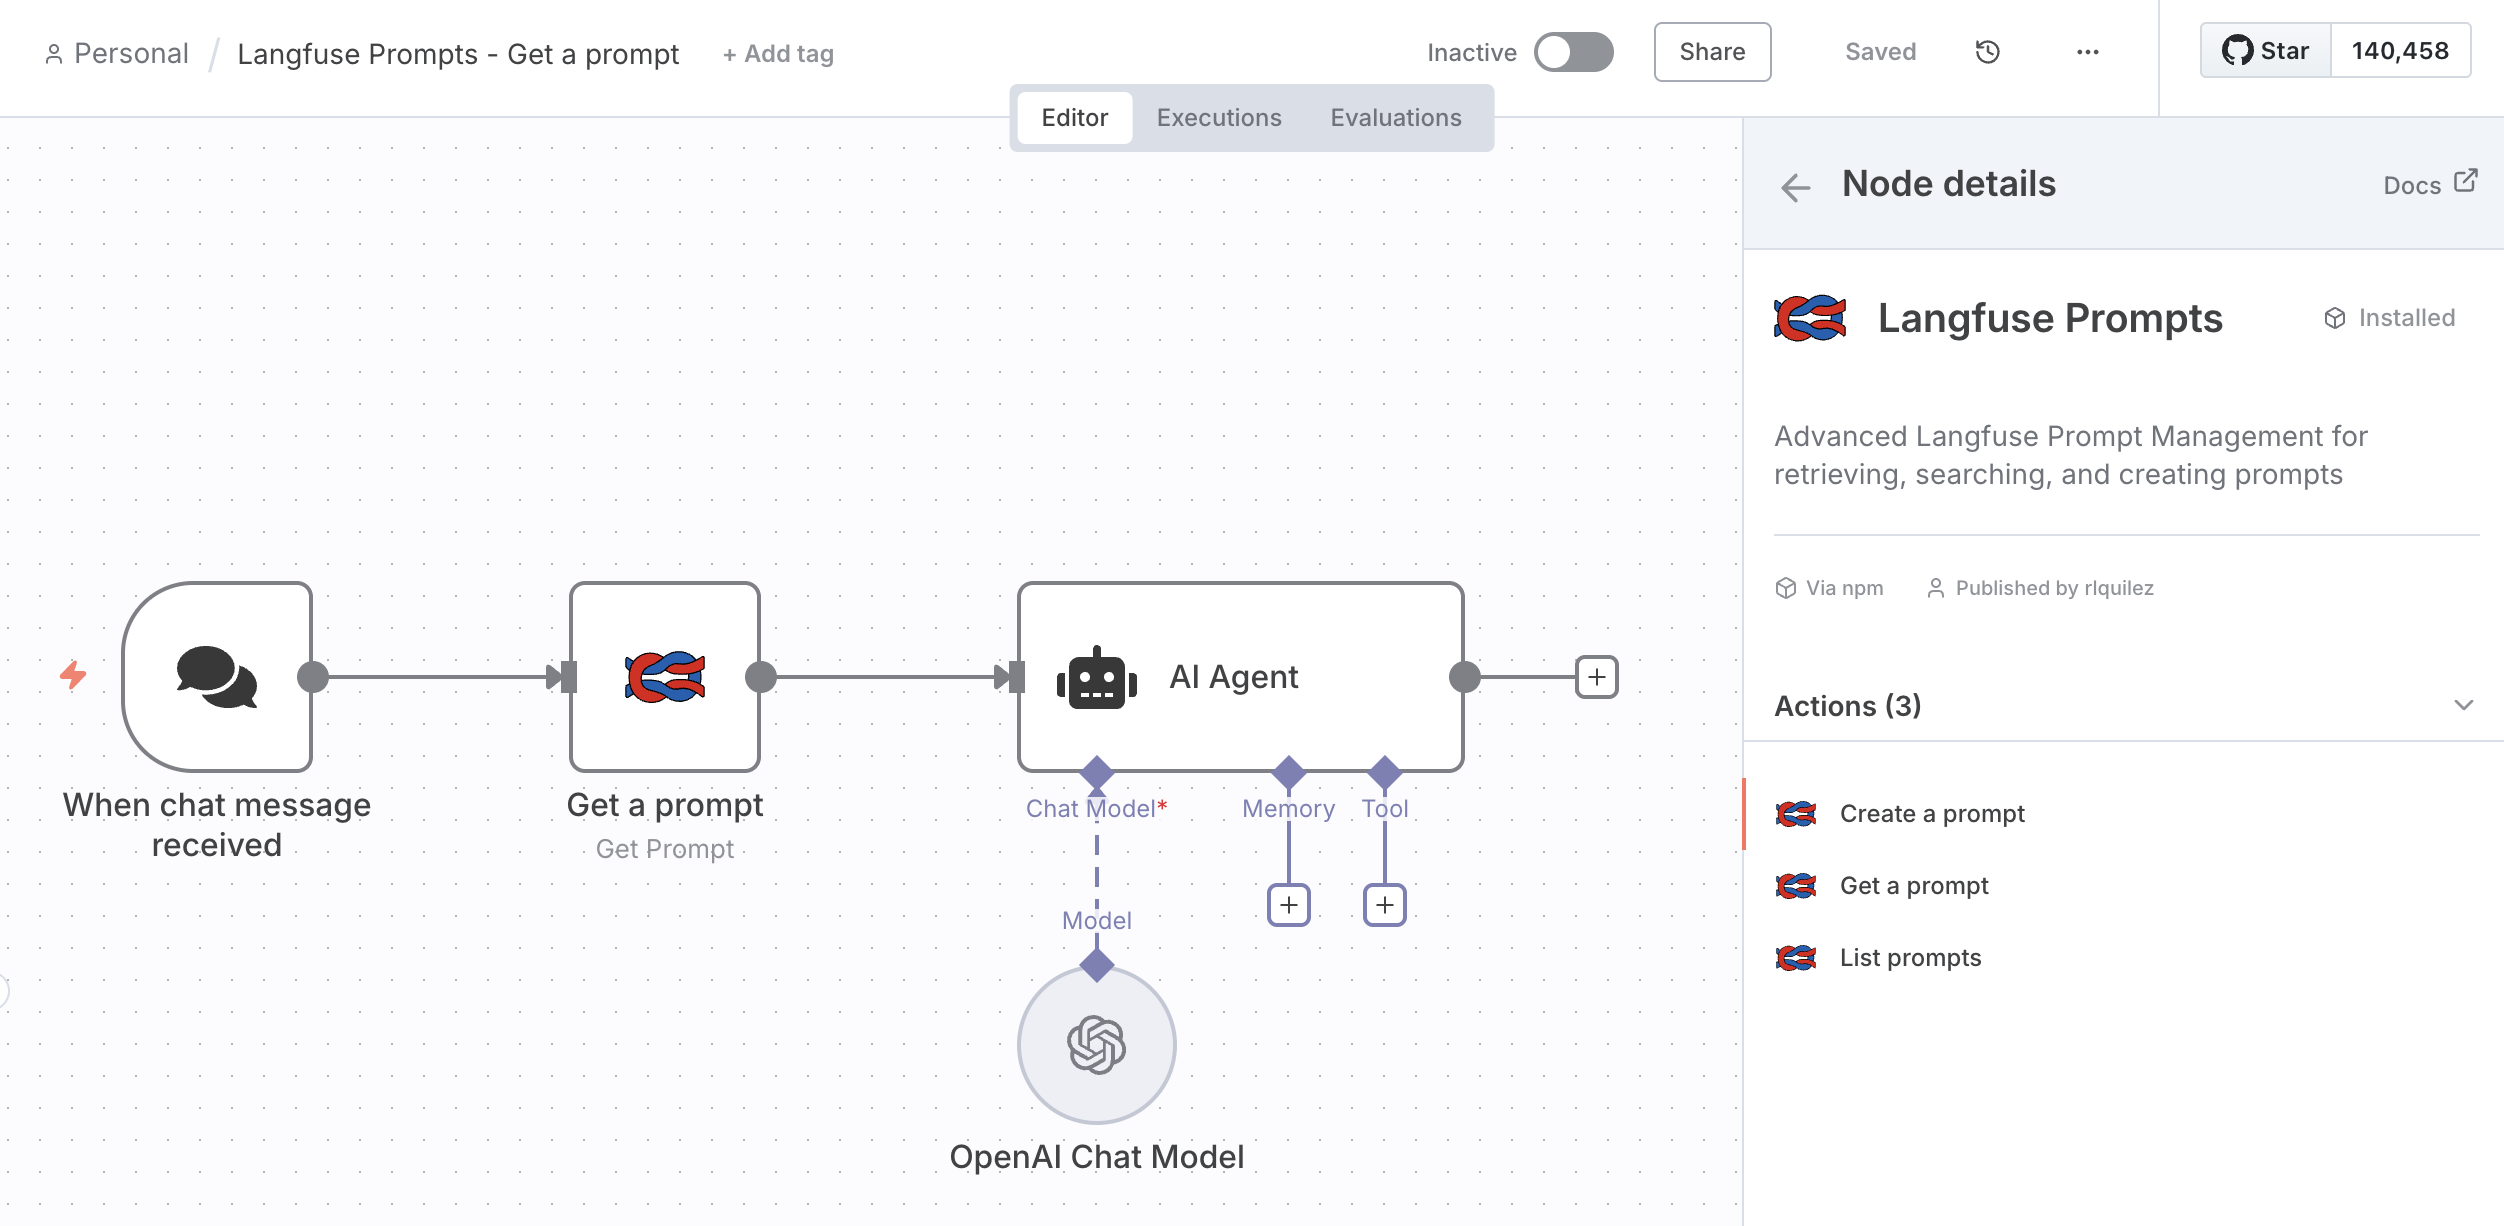 Personal / Langfuse Prompts - Get a prompt + Add tag
Inactive
Share
Saved
Star 140,458
Editor Executions Evaluations
Node details
Docs
Langfuse Prompts
Installed
Advanced Langfuse Prompt Management for
retrieving, searching, and creating prompts
Via npm
Published by rlquilez
Actions (3)
Create a prompt
Get a prompt
List prompts
When chat message
received
Get a prompt
Get Prompt
AI Agent
Chat Model*
Memory
Tool
Model
OpenAI Chat Model